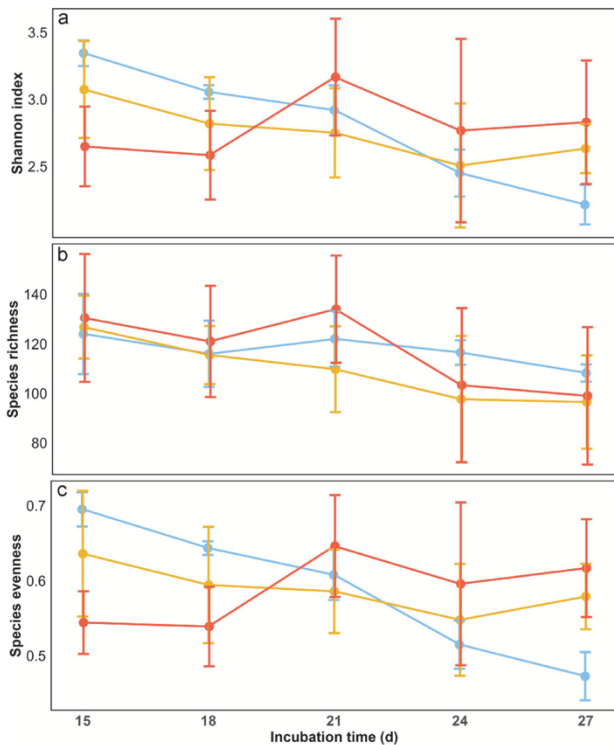 a
3.5
3.0
2.5
Shannon index
b
140
120
100
80
Species richness
c
0.7
0.6
0.5
Species evenness
15 18 21 24 27
Incubation time (d)